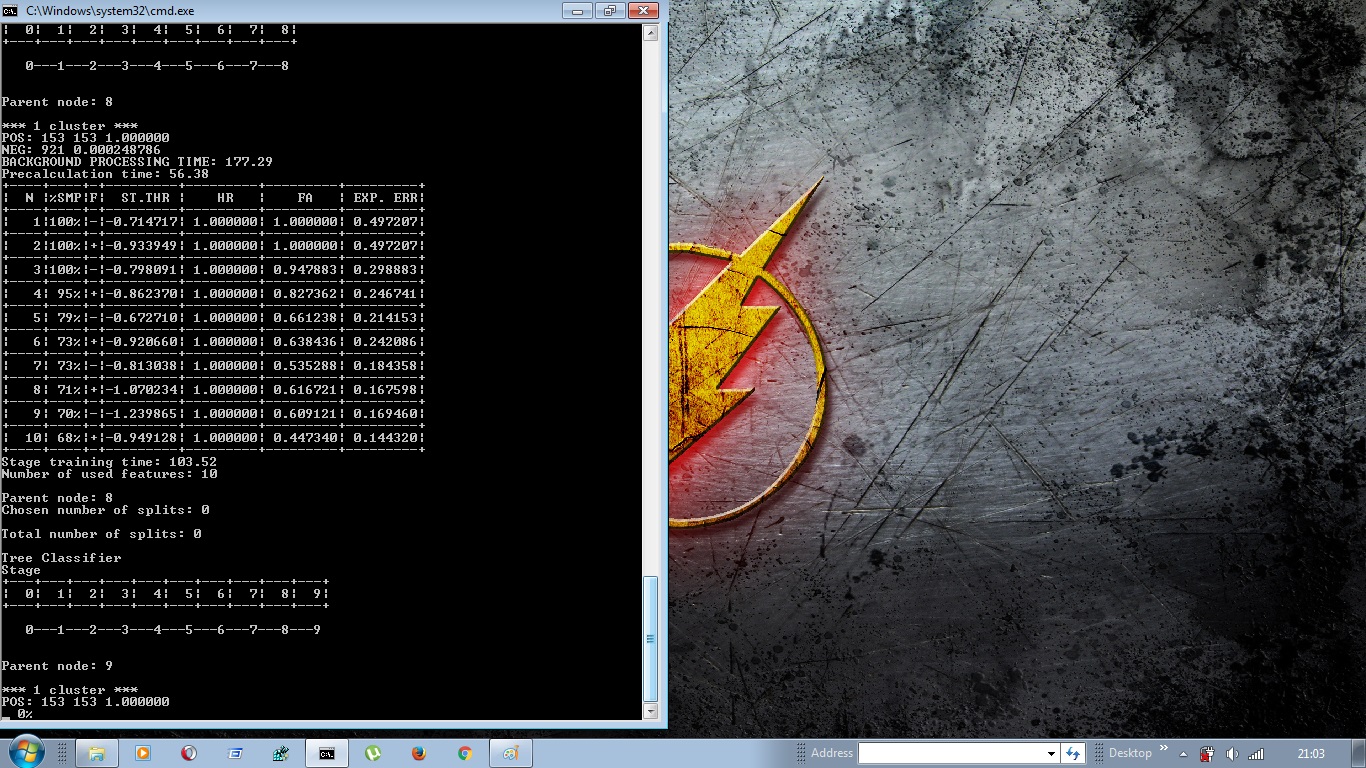 C:\Windows\system32\cmd.exe
¦  0¦  1¦  2¦  3¦  4¦  5¦  6¦  7¦  8¦
+---+---+---+---+---+---+---+---+---+
0---1---2---3---4---5---6---7---8
Parent node: 8
*** 1 cluster ***
POS: 153 153 1.000000
NEG: 921 0.000248786
BACKGROUND PROCESSING TIME: 177.29
Precalculation time: 56.38
+----+----+-+---------+---------+---------+---------+
¦  N ¦%SMP¦F¦  ST.THR ¦    HR   ¦    FA   ¦ EXP. ERR¦
+----+----+-+---------+---------+---------+---------+
¦   1¦100%¦-¦-0.714717¦ 1.000000¦ 1.000000¦ 0.497207¦
+----+----+-+---------+---------+---------+---------+
¦   2¦100%¦+¦-0.933949¦ 1.000000¦ 1.000000¦ 0.497207¦
+----+----+-+---------+---------+---------+---------+
¦   3¦100%¦-¦-0.798091¦ 1.000000¦ 0.947883¦ 0.298883¦
+----+----+-+---------+---------+---------+---------+
¦   4¦ 95%¦+¦-0.862370¦ 1.000000¦ 0.827362¦ 0.246741¦
+----+----+-+---------+---------+---------+---------+
¦   5¦ 79%¦-¦-0.672710¦ 1.000000¦ 0.661238¦ 0.214153¦
+----+----+-+---------+---------+---------+---------+
¦   6¦ 73%¦+¦-0.920660¦ 1.000000¦ 0.638436¦ 0.242086¦
+----+----+-+---------+---------+---------+---------+
¦   7¦ 73%¦-¦-0.813038¦ 1.000000¦ 0.535288¦ 0.184358¦
+----+----+-+---------+---------+---------+---------+
¦   8¦ 71%¦+¦-1.070234¦ 1.000000¦ 0.616721¦ 0.167598¦
+----+----+-+---------+---------+---------+---------+
¦   9¦ 70%¦-¦-1.239865¦ 1.000000¦ 0.609121¦ 0.169460¦
+----+----+-+---------+---------+---------+---------+
¦  10¦ 68%¦+¦-0.949128¦ 1.000000¦ 0.447340¦ 0.144320¦
+----+----+-+---------+---------+---------+---------+
Stage training time: 103.52
Number of used features: 10
Parent node: 8
Chosen number of splits: 0
Total number of splits: 0
Tree Classifier
Stage
+---+---+---+---+---+---+---+---+---+---+
¦  0¦  1¦  2¦  3¦  4¦  5¦  6¦  7¦  8¦  9¦
+---+---+---+---+---+---+---+---+---+---+
0---1---2---3---4---5---6---7---8---9
Parent node: 9
*** 1 cluster ***
POS: 153 153 1.000000
0%
Address
Desktop »
21:03